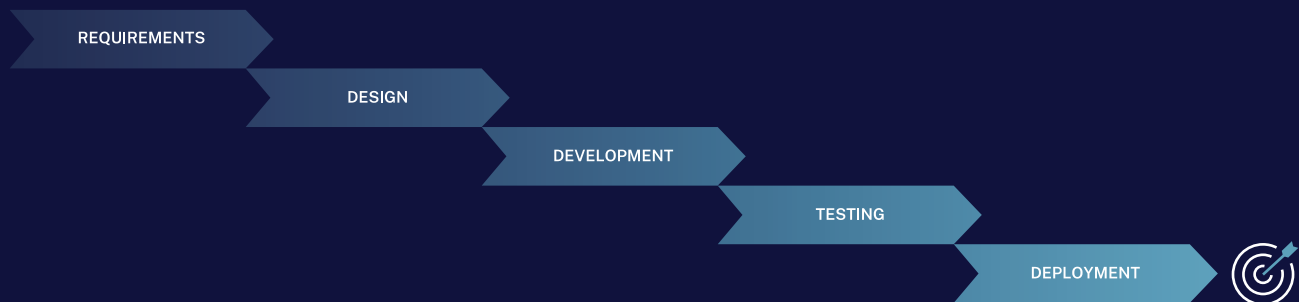 REQUIREMENTS
DESIGN
DEVELOPMENT
TESTING
DEPLOYMENT